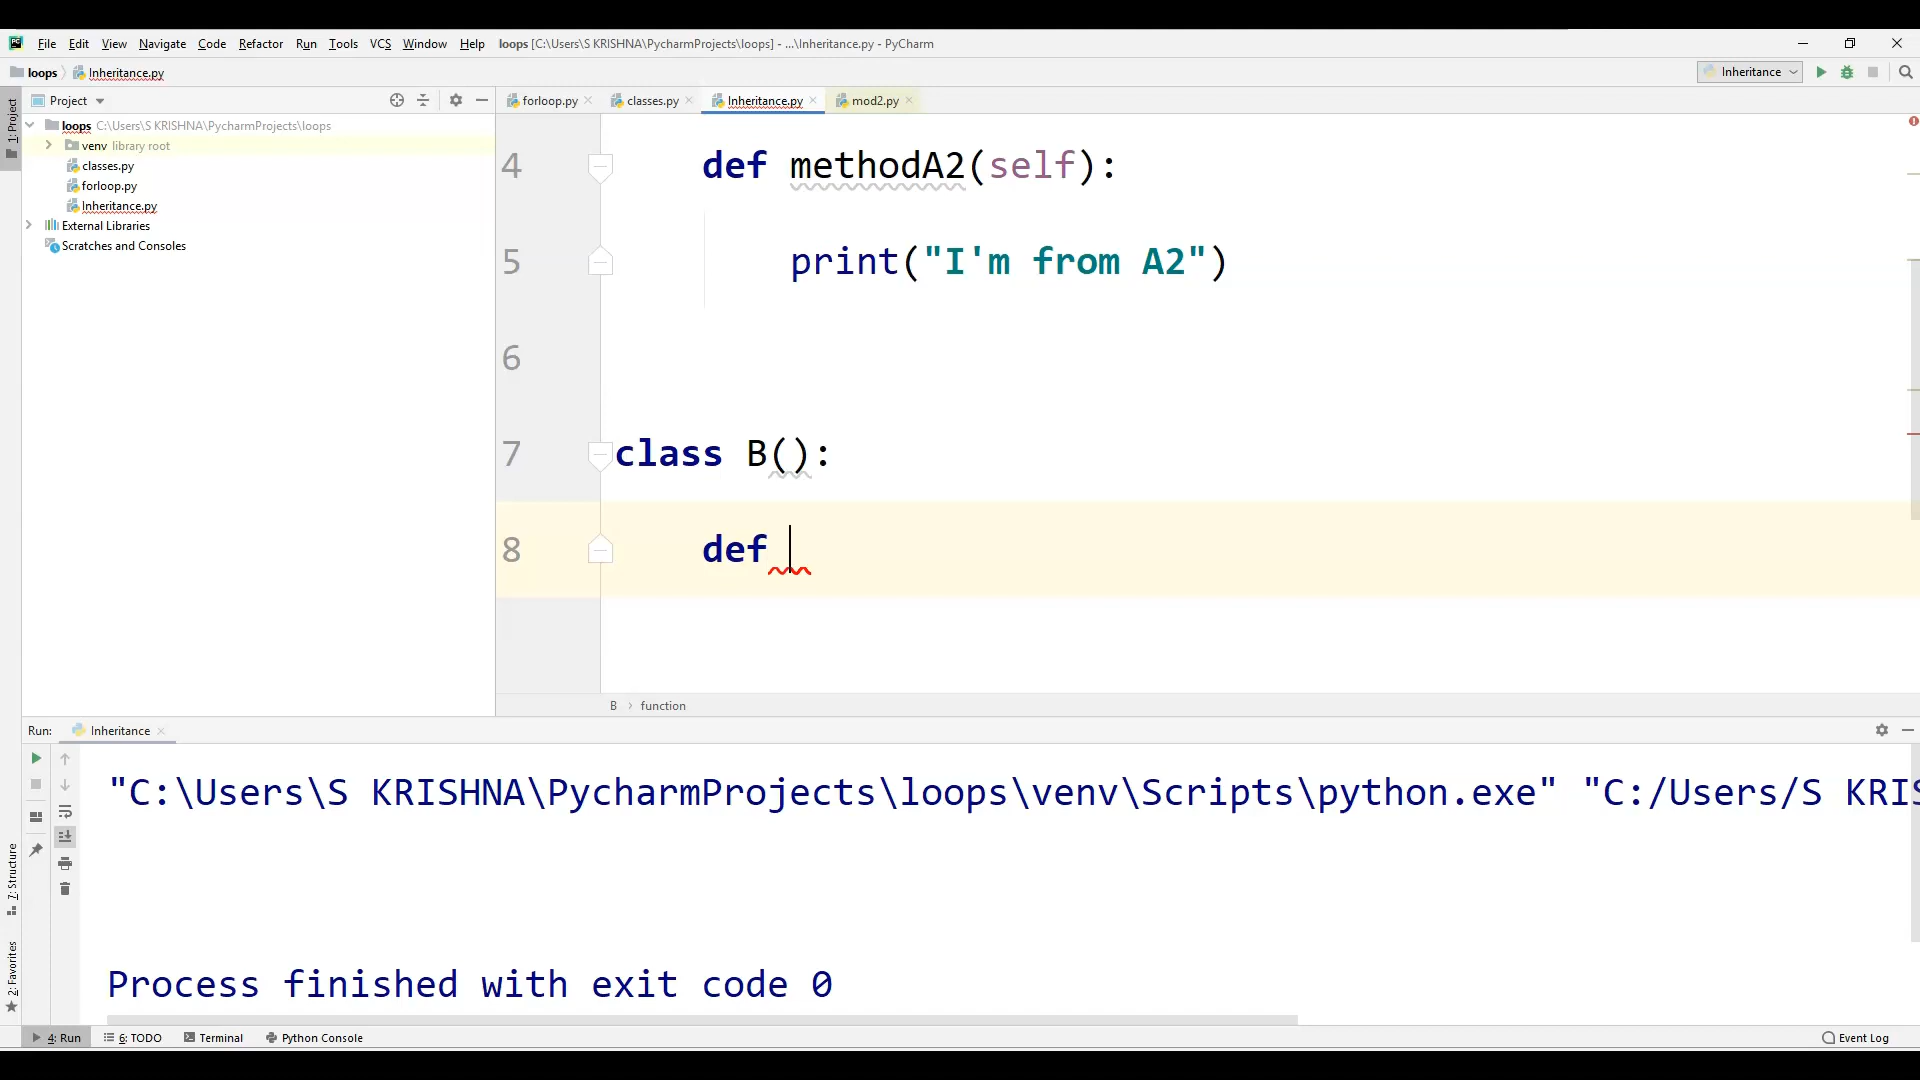 File Edit View Navigate Code Refactor Run Tools VCS Window Help loops [C:\Users\S KRISHNA\PycharmProjects\loops] - ...\Inheritance.py - PyCharm
loops Inheritance.py Inheritance
Project forloop.py classes.py Inheritance.py mod2.py
1: Project
loops C:\Users\S KRISHNA\PycharmProjects\loops
venv library root
classes.py
forloop.py
Inheritance.py
External Libraries
Scratches and Consoles
4 def methodA2(self):
5 print("I'm from A2")
6
7 class B():
8 def
B › function
Run: Inheritance
"C:\Users\S KRISHNA\PycharmProjects\loops\venv\Scripts\python.exe" "C:/Users/S KRIS
Process finished with exit code 0
7: Structure
2: Favorites
4: Run 6: TODO Terminal Python Console Event Log